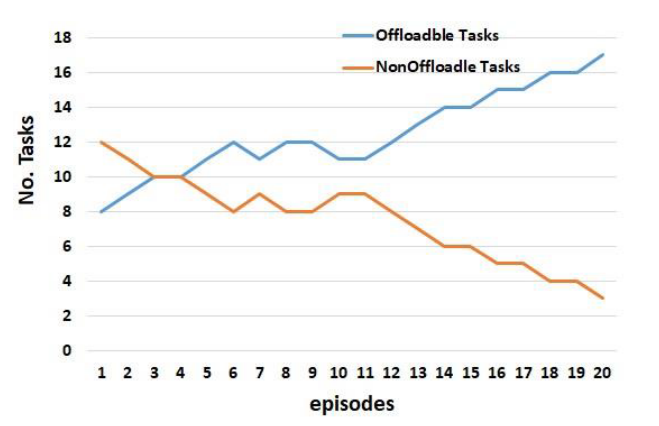 Offloadble Tasks
NonOffloadle Tasks
No. Tasks
18
16
14
12
10
8
6
4
2
0
1 2 3 4 5 6 7 8 9 10 11 12 13 14 15 16 17 18 19 20
episodes